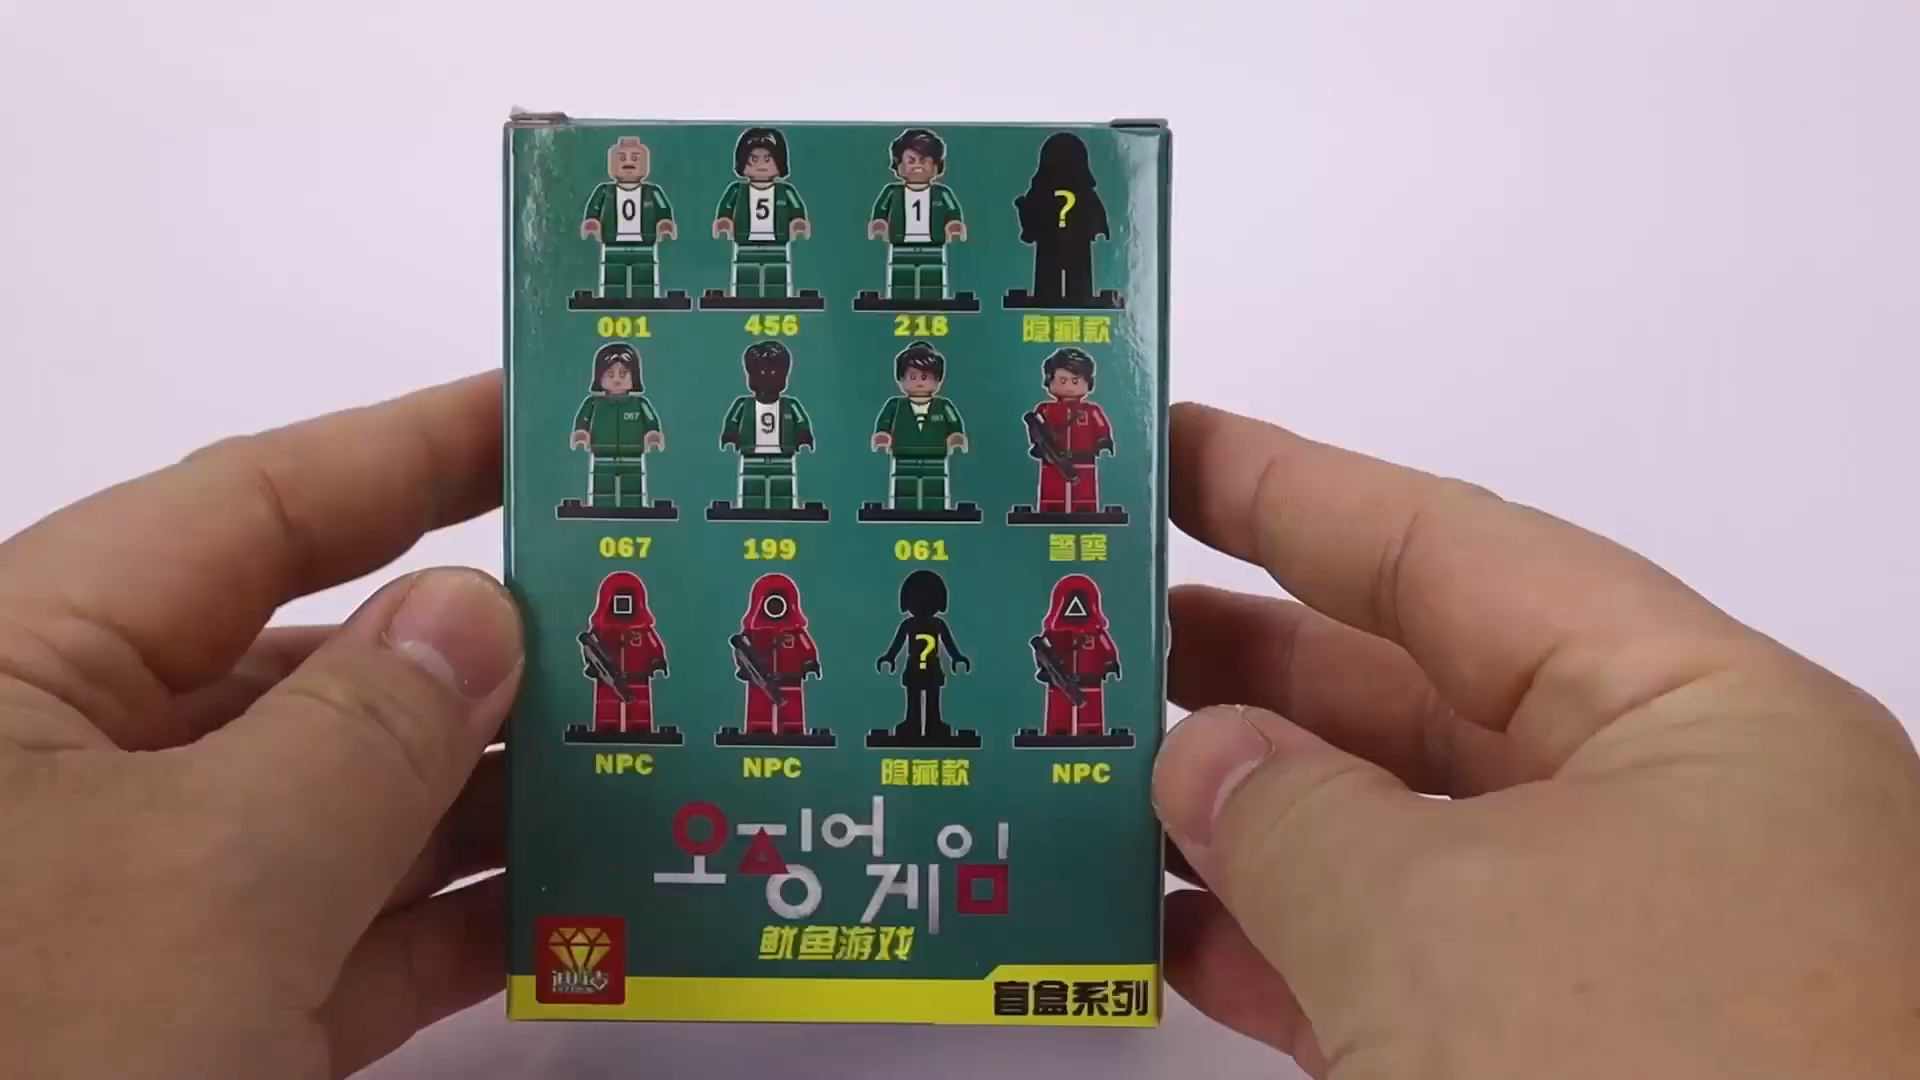 0 5 1 ?
001 456 218 隐藏款
067 9
067 199 061 警察
?
NPC NPC 隐藏款 NPC
오징어
게임
鱿鱼游戏
盲盒系列